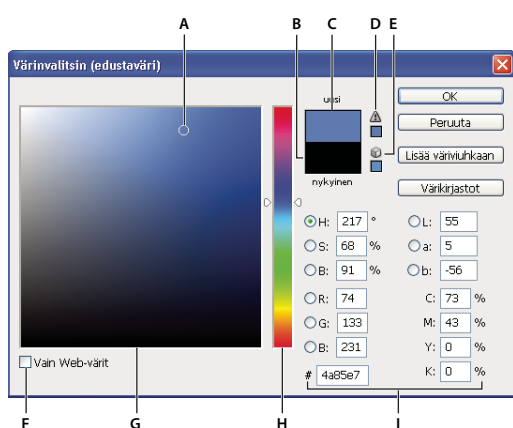 A B C D E
Värinvalitsin (edustaväri)
uusi
nykyinen
OK
Peruuta
Lisää väriviuhkaan
Värikirjastot
H: 217 °
S: 68 %
B: 91 %
R: 74
G: 133
B: 231
# 4a85e7
L: 55
a: 5
b: -56
C: 73 %
M: 43 %
Y: 0 %
K: 0 %
Vain Web-värit
F G H I